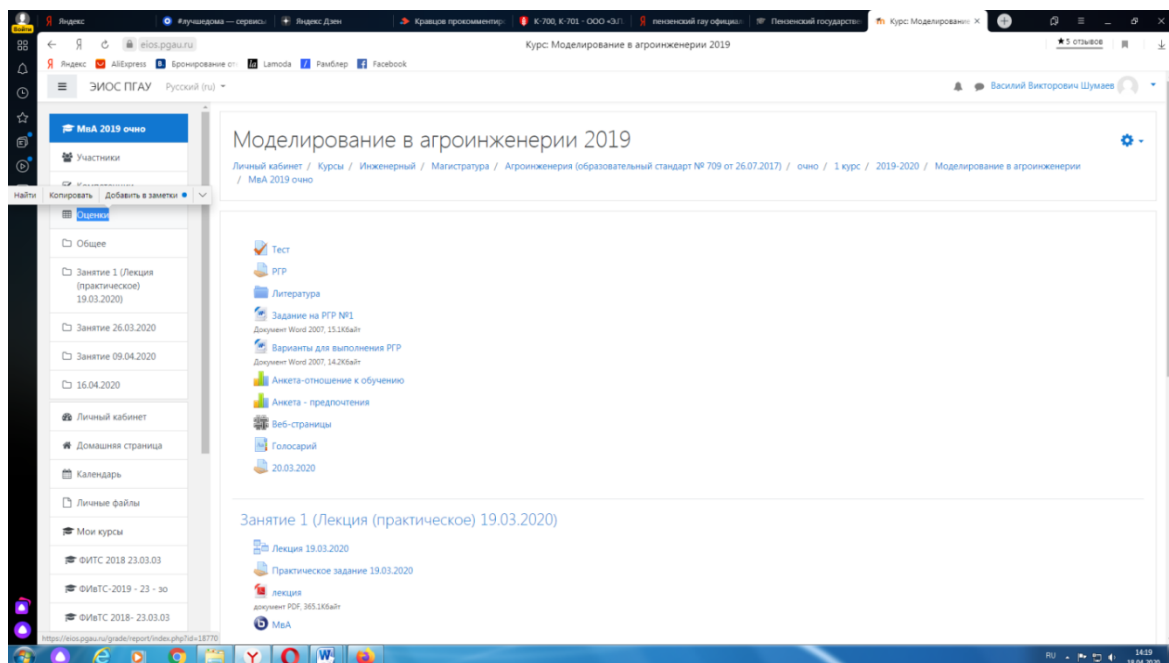 Войти
Яндекс
#лучшедома — сервисы
Яндекс Дзен
Кравцов прокомментиро
К-700, К-701 - ООО «З.Г.
пензенский гау официал
Пензенский государстве
Курс: Моделирование
eios.pgau.ru
Курс: Моделирование в агроинженерии 2019
★ 5 отзывов
Яндекс
AliExpress
Бронирование оте
Lamoda
Рамблер
Facebook
ЭИОС ПГАУ
Русский (ru)
Василий Викторович Шумаев
МвА 2019 очно
Участники
Найти
Копировать
Добавить в заметки
Оценки
Общее
Занятие 1 (Лекция
(практическое)
19.03.2020)
Занятие 26.03.2020
Занятие 09.04.2020
16.04.2020
Личный кабинет
Домашняя страница
Календарь
Личные файлы
Мои курсы
ФИТС 2018 23.03.03
ФИвТС-2019 - 23 - зо
ФИвТС 2018- 23.03.03
https://eios.pgau.ru/grade/report/index.php?id=18770
Моделирование в агроинженерии 2019
Личный кабинет / Курсы / Инженерный / Магистратура / Агроинженерия (образовательный стандарт № 709 от 26.07.2017) / очно / 1 курс / 2019-2020 / Моделирование в агроинженерии
/ МвА 2019 очно
Тест
РГР
Литература
Задание на РГР №1
Документ Word 2007, 15.1Кбайт
Варианты для выполнения РГР
Документ Word 2007, 14.2Кбайт
Анкета-отношение к обучению
Анкета - предпочтения
Веб-страницы
Голосарий
20.03.2020
Занятие 1 (Лекция (практическое) 19.03.2020)
Лекция 19.03.2020
Практическое задание 19.03.2020
лекция
документ PDF, 365.1Кбайт
МвА
RU
14:19
18.04.2020